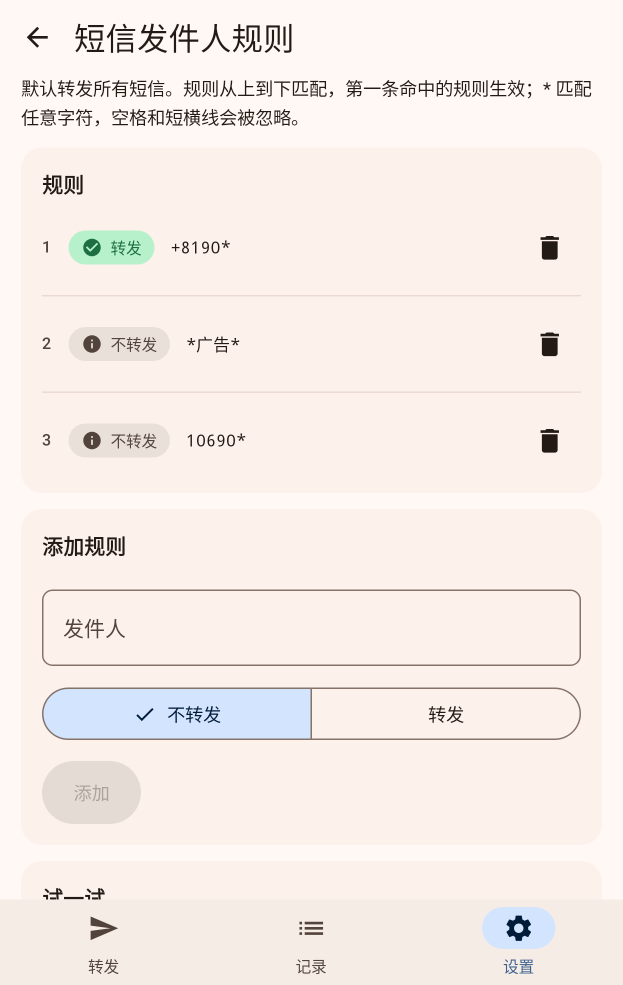 短信发件人规则
默认转发所有短信。规则从上到下匹配，第一条命中的规则生效；* 匹配
任意字符，空格和短横线会被忽略。
规则
1 转发 +8190*
2 不转发 *广告*
3 不转发 10690*
添加规则
发件人
不转发 转发
添加
试一试
转发 记录 设置